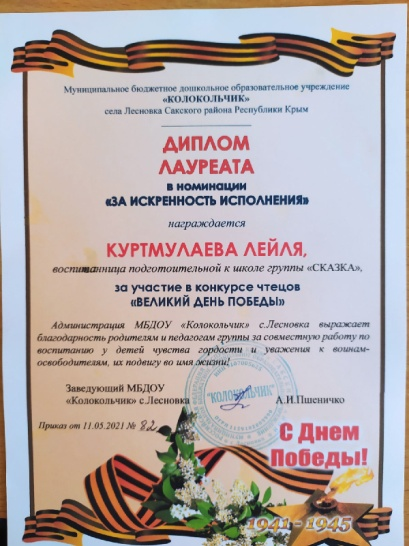 Муниципальное бюджетное дошкольное образовательное учреждение
«КОЛОКОЛЬЧИК»
села Лесновка Сакского района Республики Крым
ДИПЛОМ
ЛАУРЕАТА
в номинации
«ЗА ИСКРЕННОСТЬ ИСПОЛНЕНИЯ»
награждается
КУРТМУЛАЕВА ЛЕЙЛЯ,
воспитанница подготоительной к школе группы «СКАЗКА»,
за участие в конкурсе чтецов
«ВЕЛИКИЙ ДЕНЬ ПОБЕДЫ»
Администрация МБДОУ «Колокольчик» с.Лесновка выражает
благодарность родителям и педагогам группы за совместную работу по
воспитанию у детей чувства гордости и уважения к воинам-
освободителям, их подвигу во имя жизни!
Заведующий МБДОУ
«Колокольчик» с.Лесновка А.И.Пшеничко
"КОЛОКОЛЬЧИК"
Приказ от 11.05.2021 № 82
С Днем
Победы!
1941-1945